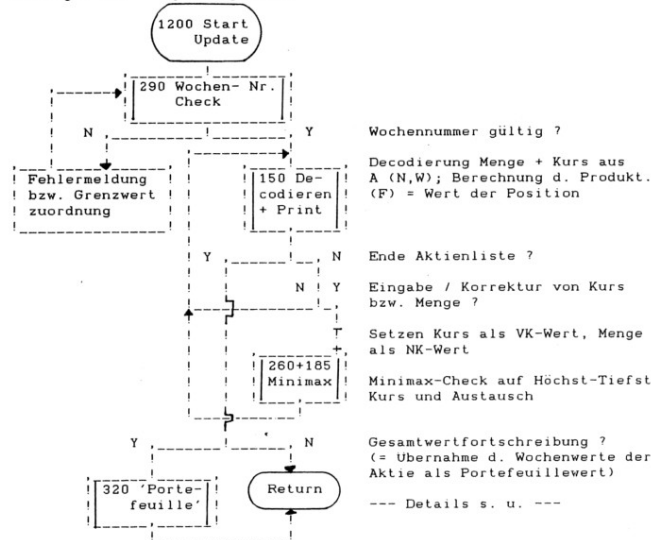 1200 Start
Update
290 Wochen- Nr.
Check
N
Y
Wochennummer gültig ?
Fehlermeldung
bzw. Grenzwert
zuordnung
150 De-
codieren
+ Print
Decodierung Menge + Kurs aus
A (N,W); Berechnung d. Produkt.
(F) = Wert der Position
Y
N
Ende Aktienliste ?
N
Y
Eingabe / Korrektur von Kurs
bzw. Menge ?
Setzen Kurs als VK-Wert, Menge
als NK-Wert
260+185
Minimax
Minimax-Check auf Höchst-Tiefst
Kurs und Austausch
Y
N
Gesamtwertfortschreibung ?
(= Ubernahme d. Wochenwerte der
Aktie als Portefeuillewert)
320 'Porte-
feuille'
Return
--- Details s. u. ---